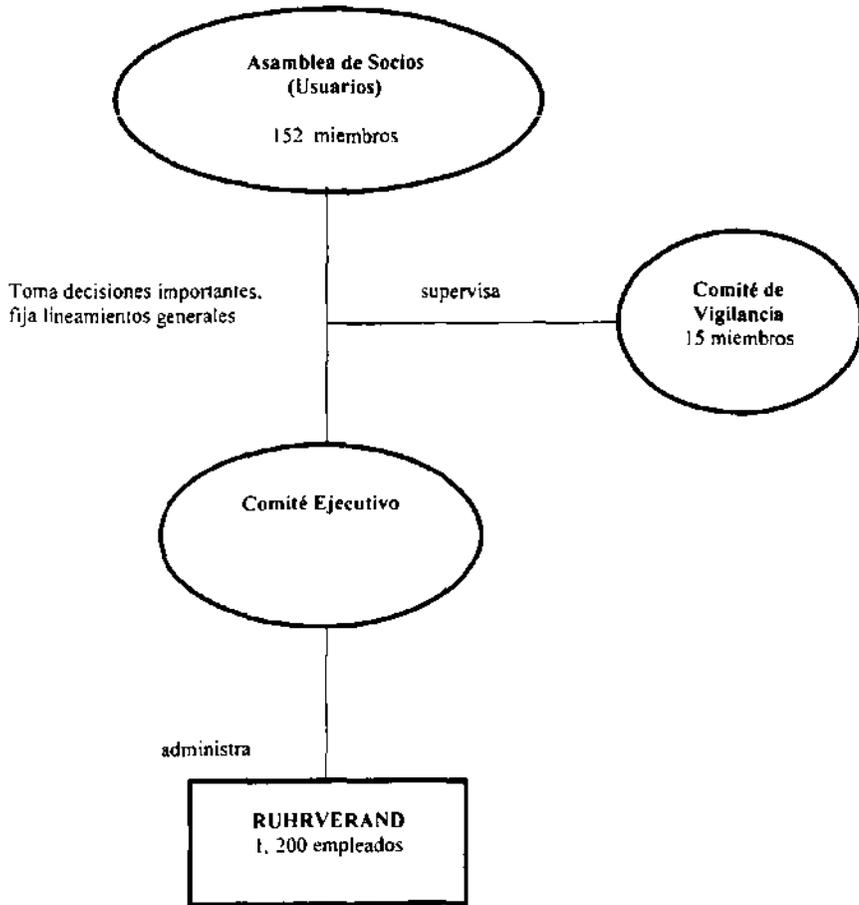 Asamblea de Socios
(Usuarios)
152 miembros
Toma decisiones importantes,
fija lineamientos generales
supervisa
Comité de
Vigilancia
15 miembros
Comité Ejecutivo
administra
RUHRVERAND
1, 200 empleados